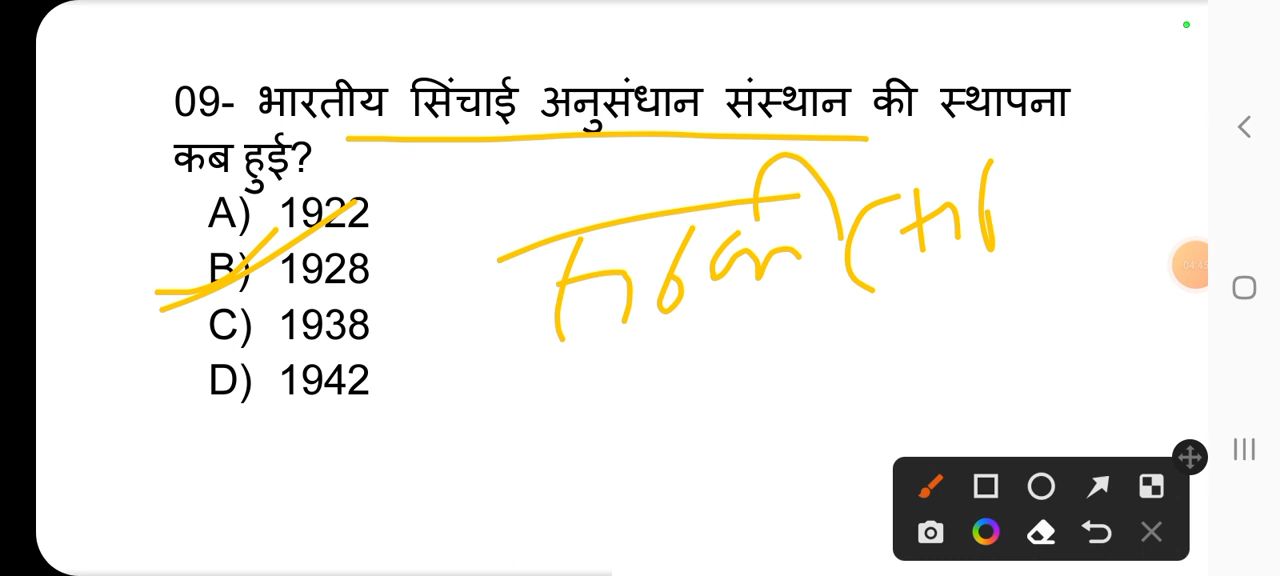 09- भारतीय सिंचाई अनुसंधान संस्थान की स्थापना
कब हुई?
A) 1922
B) 1928
C) 1938
D) 1942